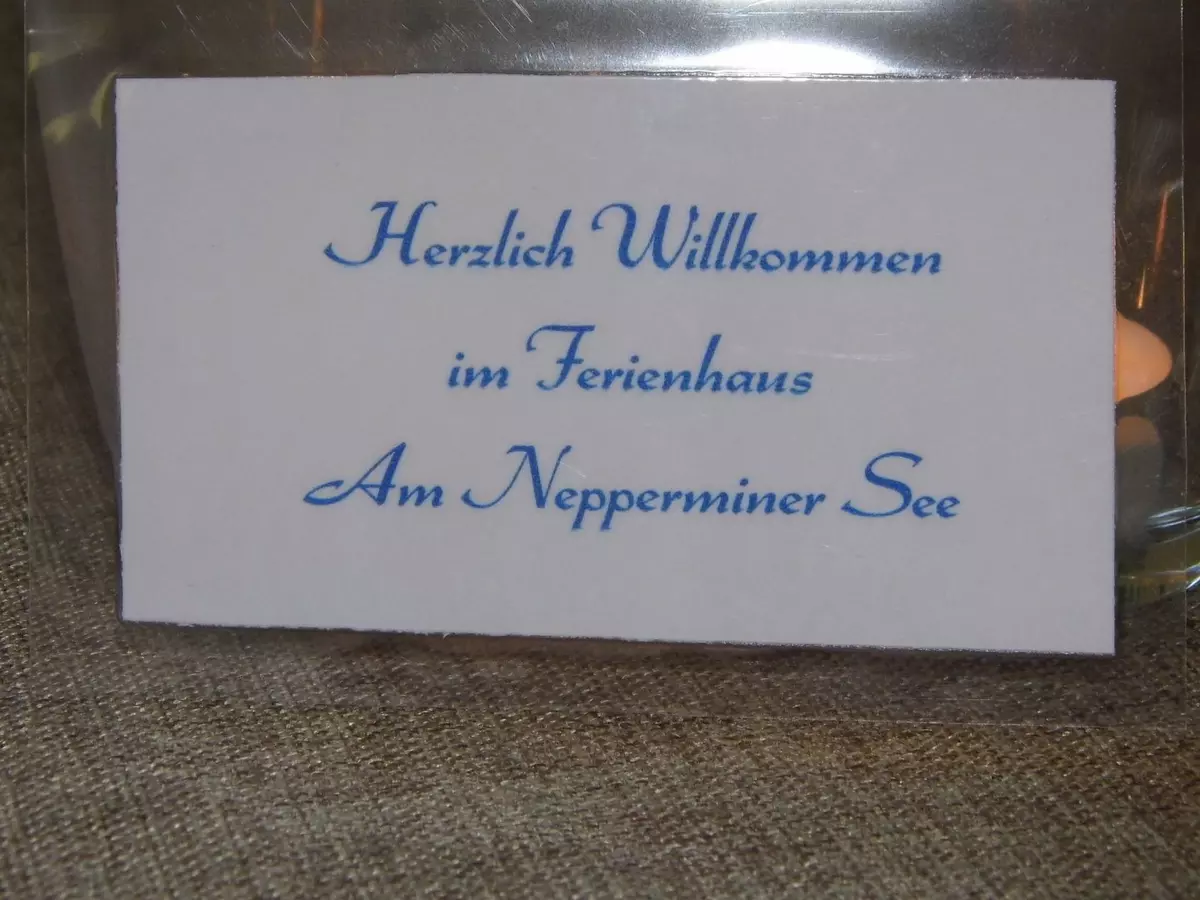 Herzlich Willkommen
im Ferienhaus
Am Nepperminer See